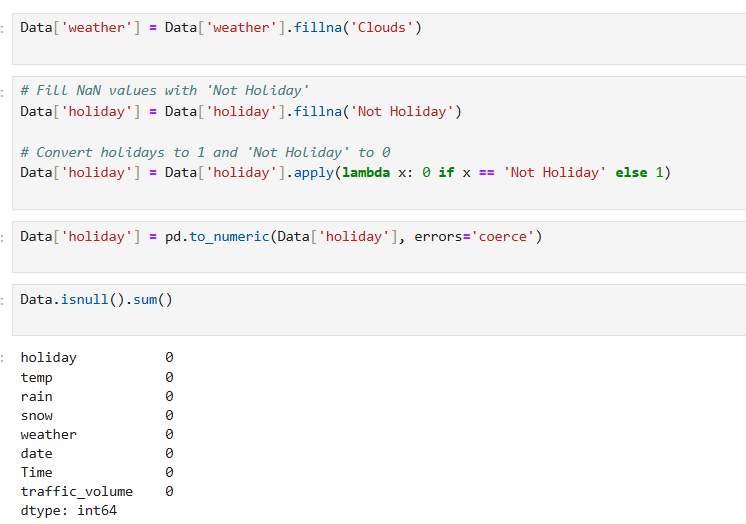 Data['weather'] = Data['weather'].fillna('Clouds')
# Fill NaN values with 'Not Holiday'
Data['holiday'] = Data['holiday'].fillna('Not Holiday')
# Convert holidays to 1 and 'Not Holiday' to 0
Data['holiday'] = Data['holiday'].apply(lambda x: 0 if x == 'Not Holiday' else 1)
Data['holiday'] = pd.to_numeric(Data['holiday'], errors='coerce')
Data.isnull().sum()
holiday 0
temp 0
rain 0
snow 0
weather 0
date 0
Time 0
traffic_volume 0
dtype: int64